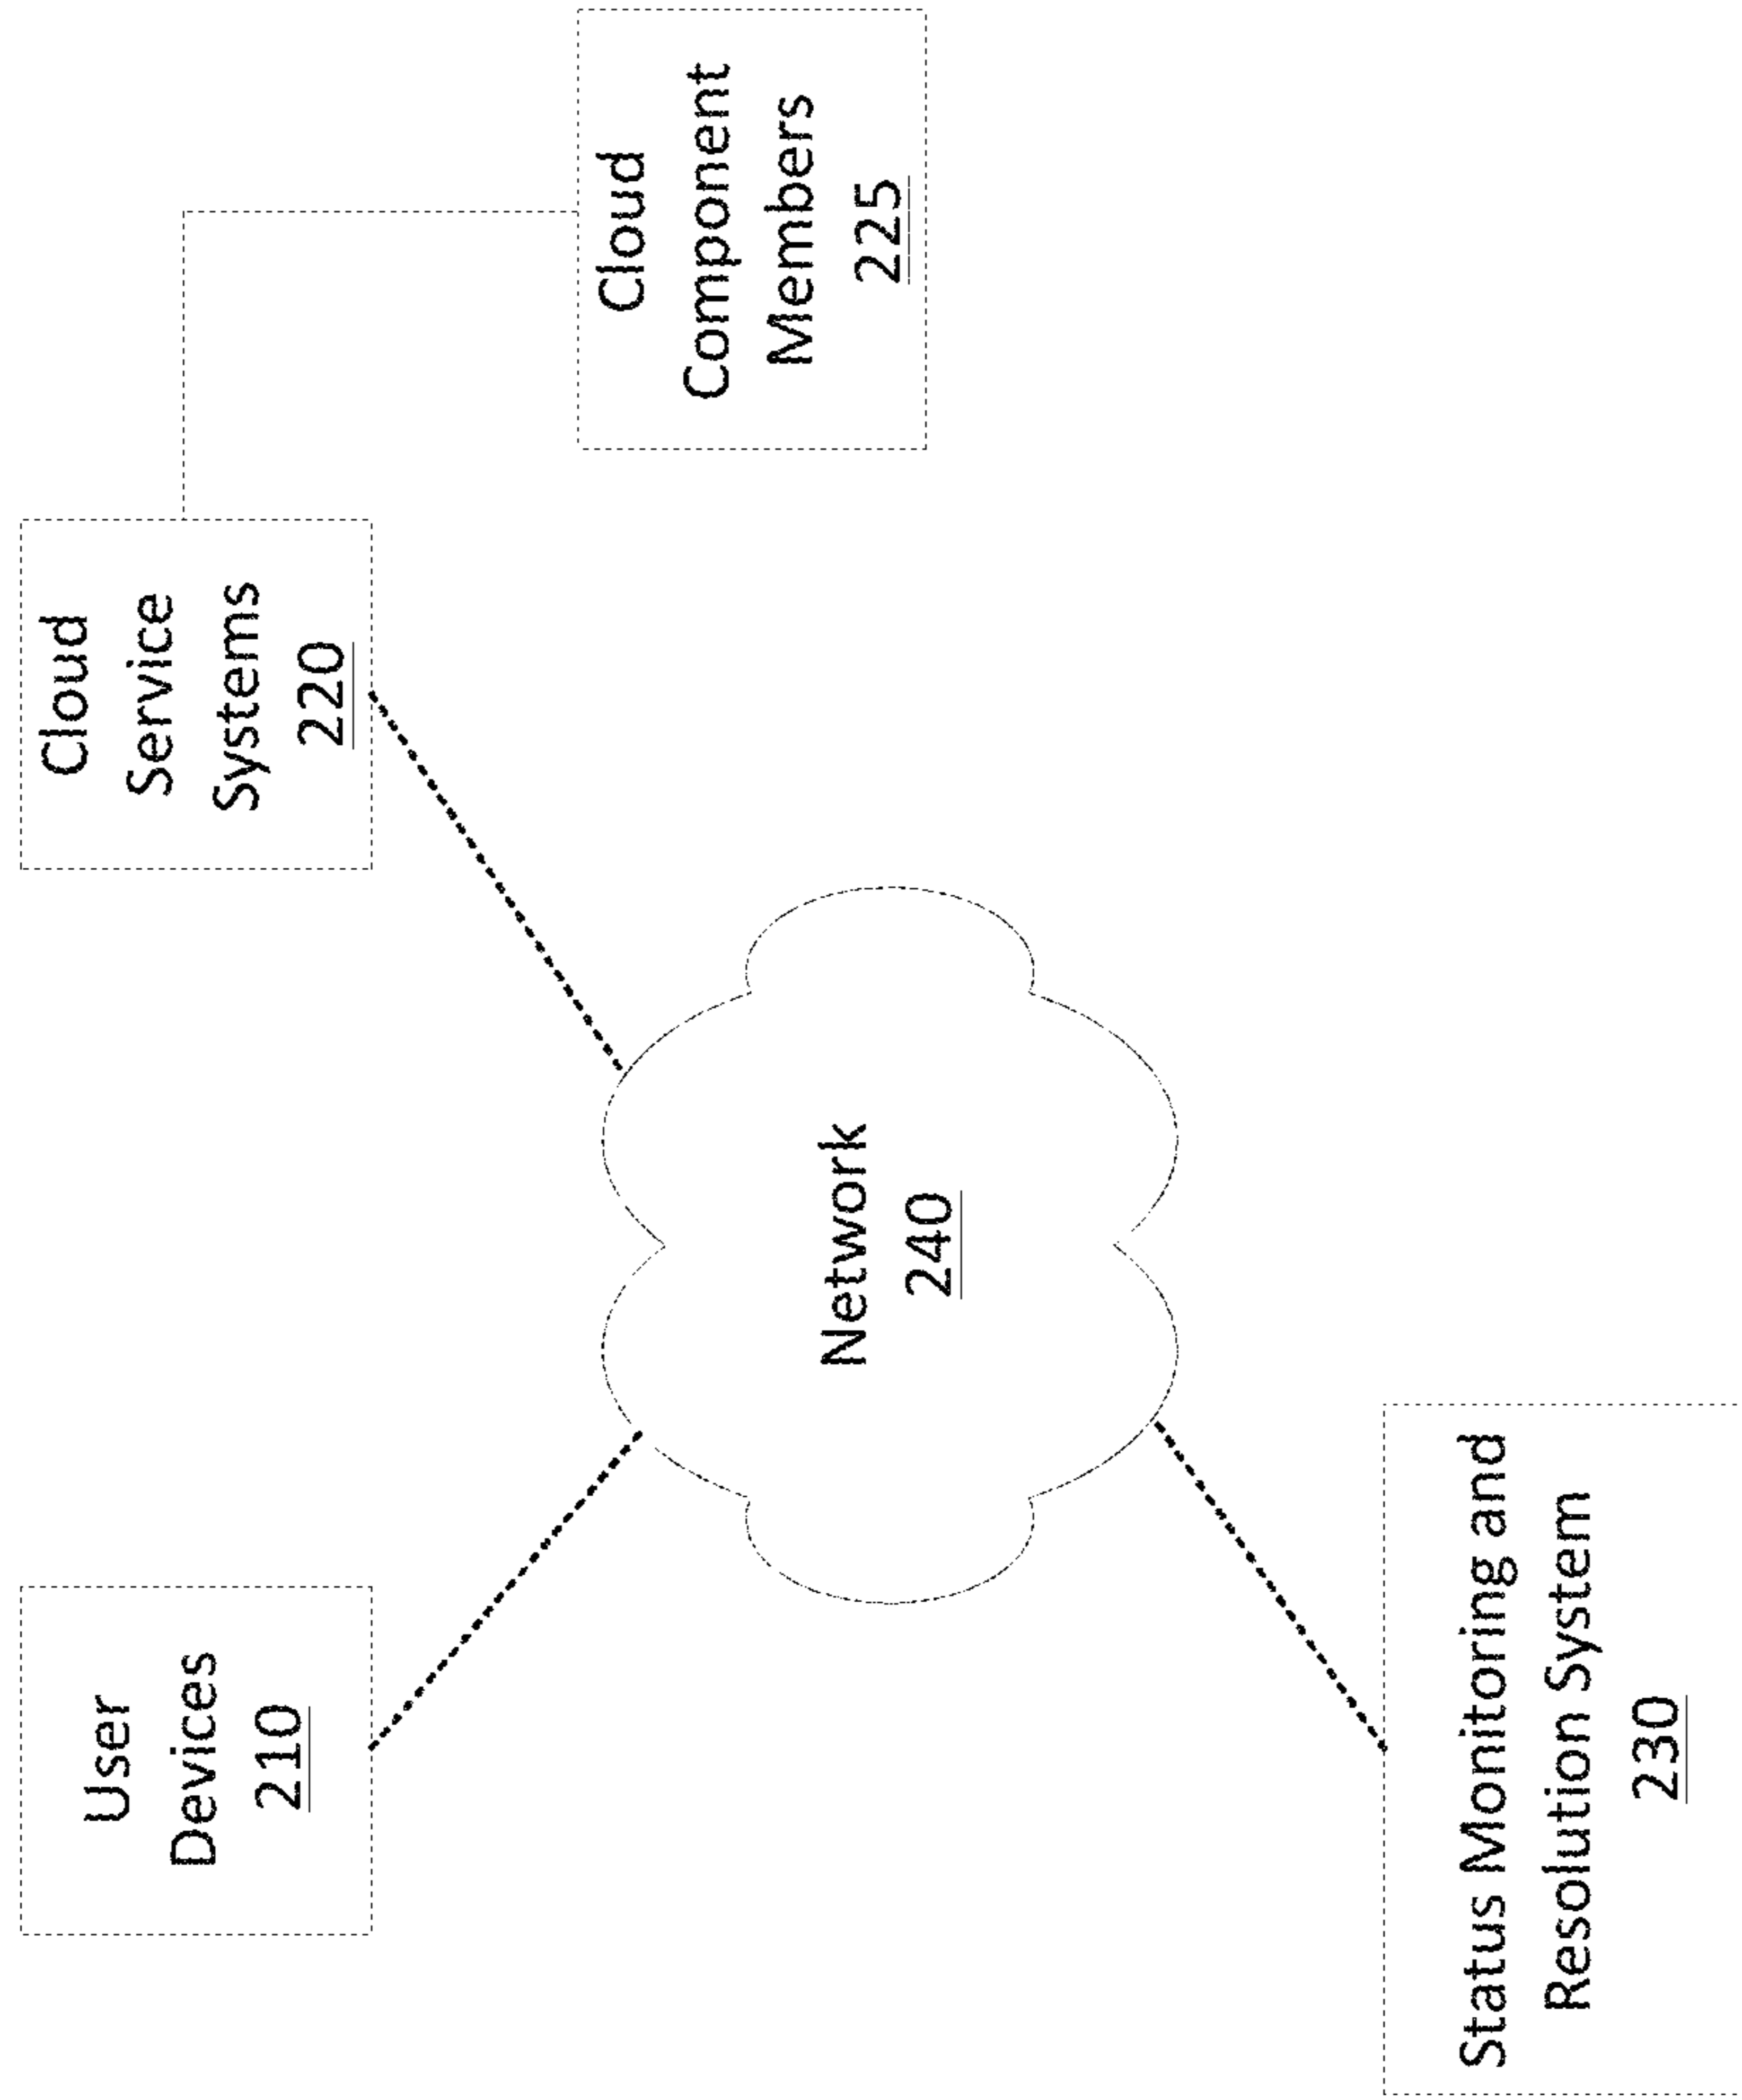 User
Devices
210
Cloud
Service
Systems
220
Cloud
Component
Members
225
Network
240
Status Monitoring and
Resolution System
230